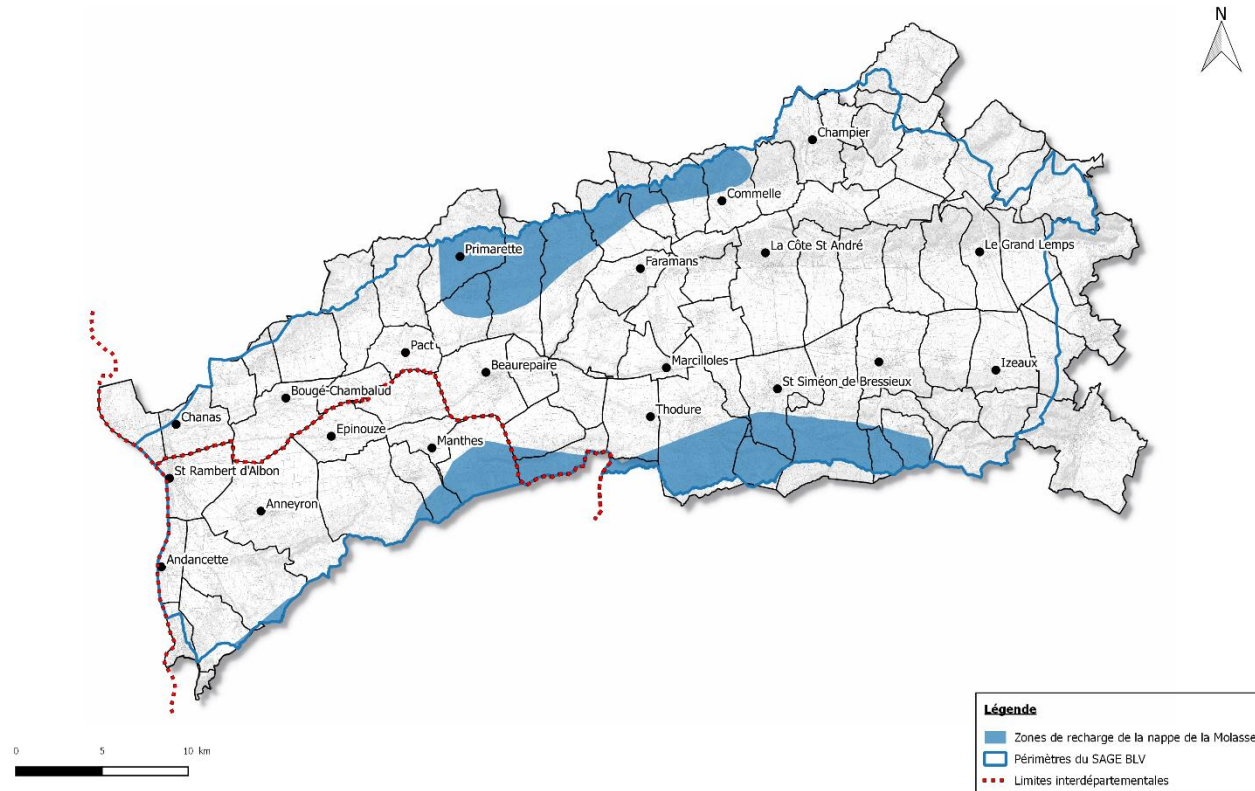 N
Champier
Commelle
Primarette
La Côte St André
Le Grand Lemps
Faramans
Pact
Marcilloles
Beaurepaire
Izeaux
St Siméon de Bressieux
Bougé-Chambalud
Thodure
Chanas
Epinouze
Manthes
St Rambert d'Albon
Anneyron
Andancette
Légende
Zones de recharge de la nappe de la Molasse
Périmètres du SAGE BLV
Limites interdépartementales
0 5 10 km